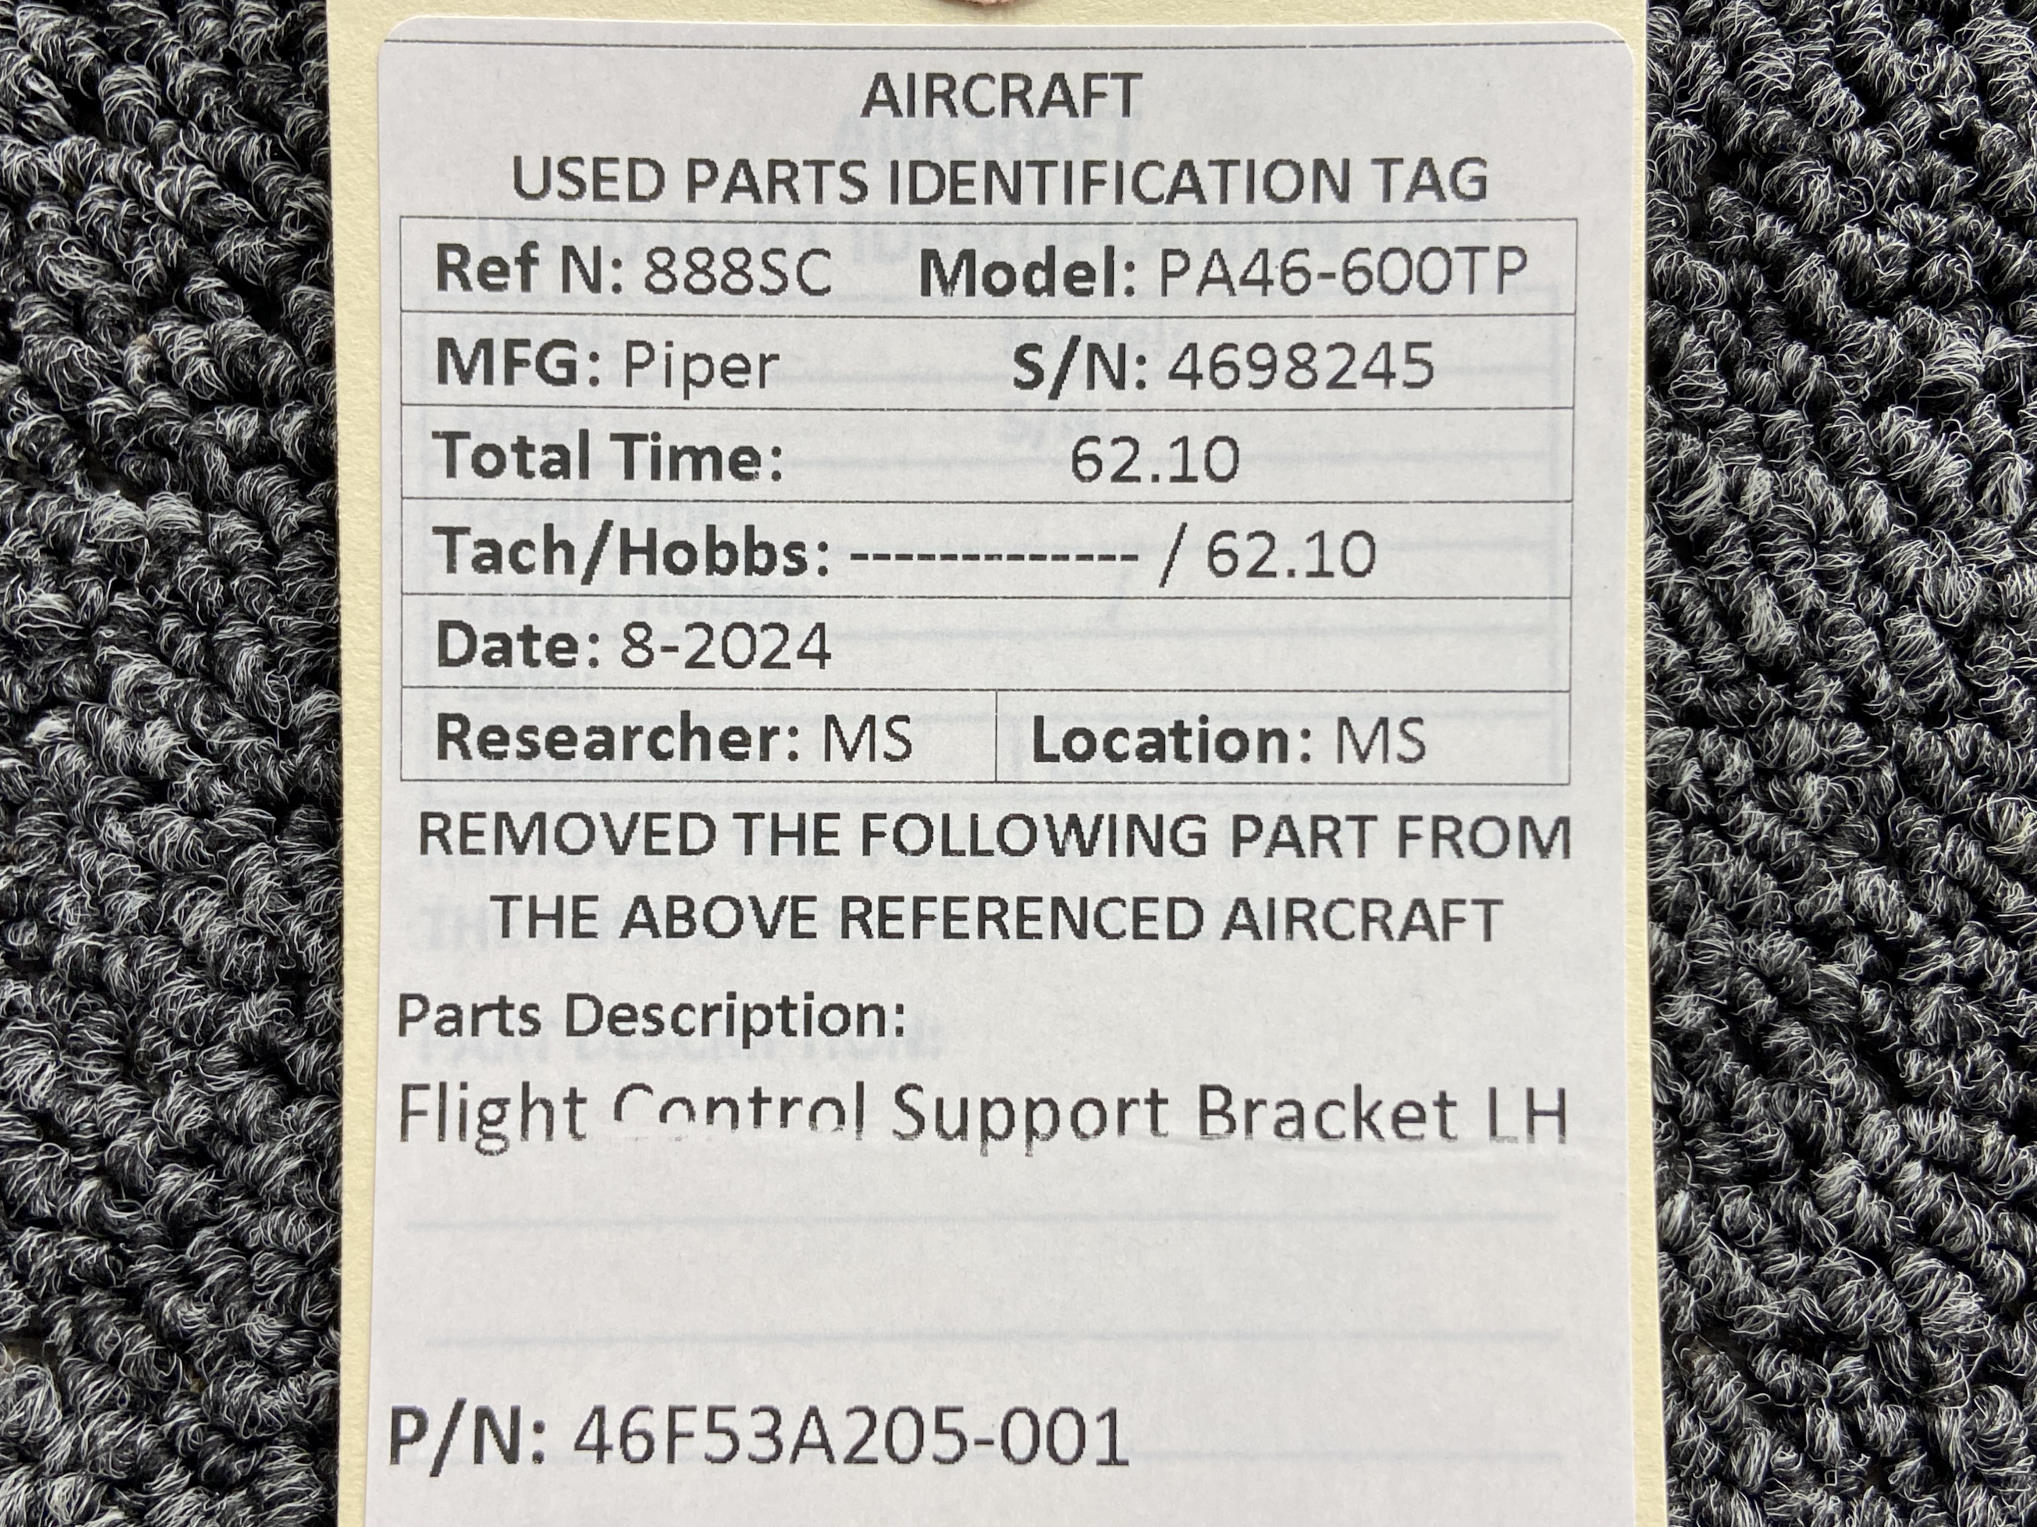 AIRCRAFT
USED PARTS IDENTIFICATION TAG
Ref N: 888SC Model: PA46-600TP
MFG: Piper S/N: 4698245
Total Time: 62.10
Tach/Hobbs: ------------- / 62.10
Date: 8-2024
Researcher: MS Location: MS
REMOVED THE FOLLOWING PART FROM
THE ABOVE REFERENCED AIRCRAFT
Parts Description:
Flight Control Support Bracket LH
P/N: 46F53A205-001